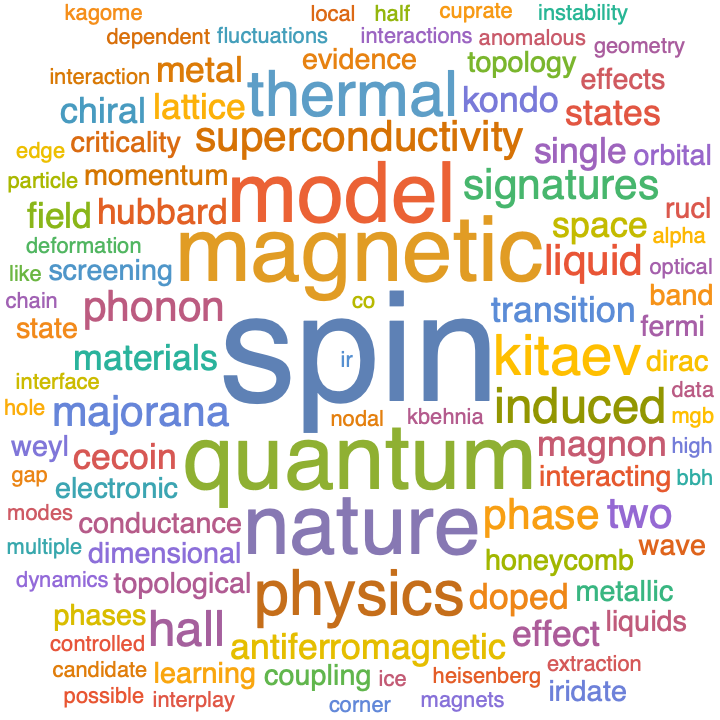 kagome local half cuprate instability
dependent fluctuations interactions anomalous geometry
interaction metal evidence topology effects
chiral lattice thermal kondo states
criticality superconductivity single orbital
edge
particle momentum model signatures rucl
field hubbard space alpha
deformation magnetic liquid optical
like screening
chain phonon co transition band
state spin fermi
materials ir kitaev dirac
interface induced data
hole majorana nodal kbehnia mgb
weyl cecoin quantum magnon high
gap electronic interacting bbh
modes conductance nature phase two
multiple dimensional honeycomb wave
dynamics topological physics doped metallic
phases hall effect liquids
controlled antiferromagnetic
candidate learning coupling ice heisenberg extraction
possible interplay corner magnets iridate